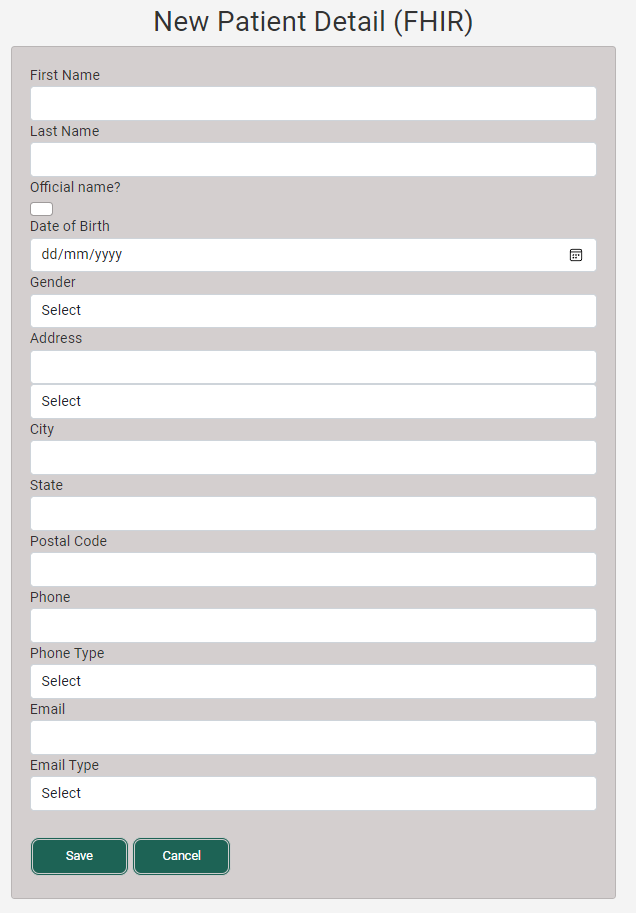 New Patient Detail (FHIR)
First Name
Last Name
Official name?
Date of Birth
dd/mm/yyyy
Gender
Select
Address
Select
City
State
Postal Code
Phone
Phone Type
Select
Email
Email Type
Select
Save Cancel